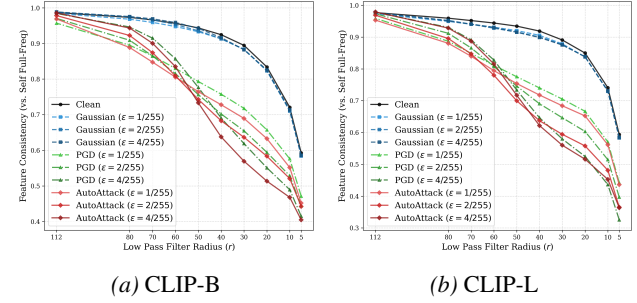 1.0
0.9
0.8
0.7
0.6
0.5
0.4
Feature Consistency (vs. Self Full-Freq)
Clean
Gaussian (ε = 1/255)
Gaussian (ε = 2/255)
Gaussian (ε = 4/255)
PGD (ε = 1/255)
PGD (ε = 2/255)
PGD (ε = 4/255)
AutoAttack (ε = 1/255)
AutoAttack (ε = 2/255)
AutoAttack (ε = 4/255)
112 80 70 60 50 40 30 20 10 5
Low Pass Filter Radius (r)
(a) CLIP-B
1.0
0.9
0.8
0.7
0.6
0.5
0.4
0.3
Feature Consistency (vs. Self Full-Freq)
Clean
Gaussian (ε = 1/255)
Gaussian (ε = 2/255)
Gaussian (ε = 4/255)
PGD (ε = 1/255)
PGD (ε = 2/255)
PGD (ε = 4/255)
AutoAttack (ε = 1/255)
AutoAttack (ε = 2/255)
AutoAttack (ε = 4/255)
112 80 70 60 50 40 30 20 10 5
Low Pass Filter Radius (r)
(b) CLIP-L